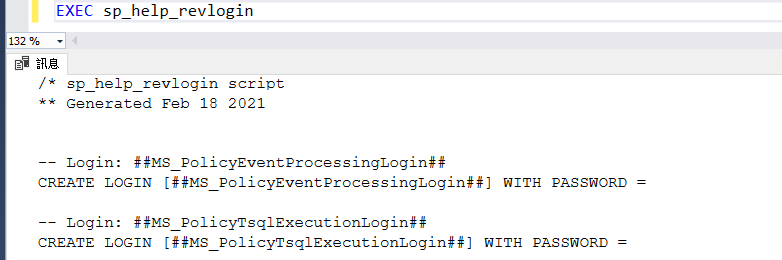 EXEC sp_help_revlogin
132 %
訊息
/* sp_help_revlogin script
** Generated Feb 18 2021
-- Login: ##MS_PolicyEventProcessingLogin##
CREATE LOGIN [##MS_PolicyEventProcessingLogin##] WITH PASSWORD =
-- Login: ##MS_PolicyTsqlExecutionLogin##
CREATE LOGIN [##MS_PolicyTsqlExecutionLogin##] WITH PASSWORD =